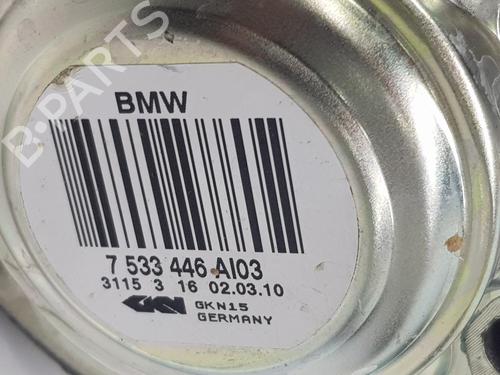 BMW
7 533 446 AI03
3115 3 16 02.03.10
GKN GKN15
GERMANY
B-PARTS